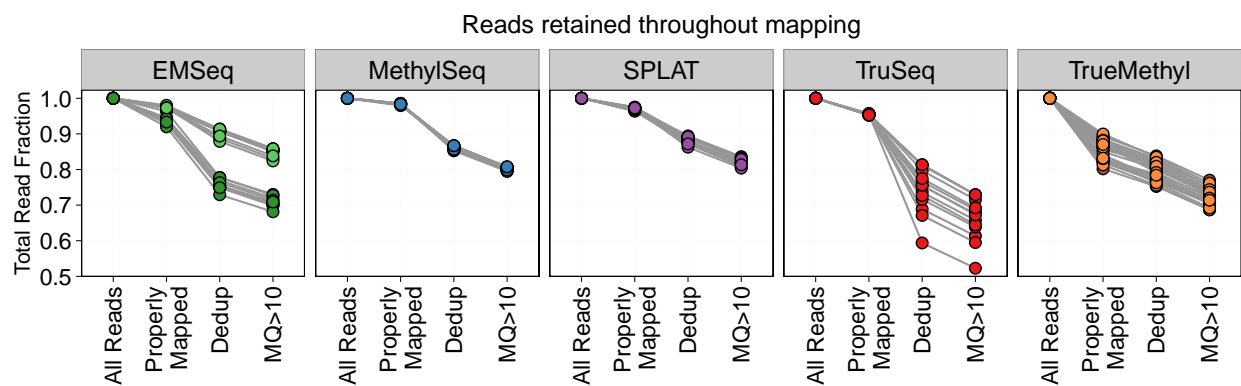 Reads retained throughout mapping
EMSeq
MethylSeq
SPLAT
TruSeq
TrueMethyl
Total Read Fraction
1.0
0.9
0.8
0.7
0.6
0.5
All Reads
Properly
Mapped
Dedup
MQ>10
All Reads
Properly
Mapped
Dedup
MQ>10
All Reads
Properly
Mapped
Dedup
MQ>10
All Reads
Properly
Mapped
Dedup
MQ>10
All Reads
Properly
Mapped
Dedup
MQ>10